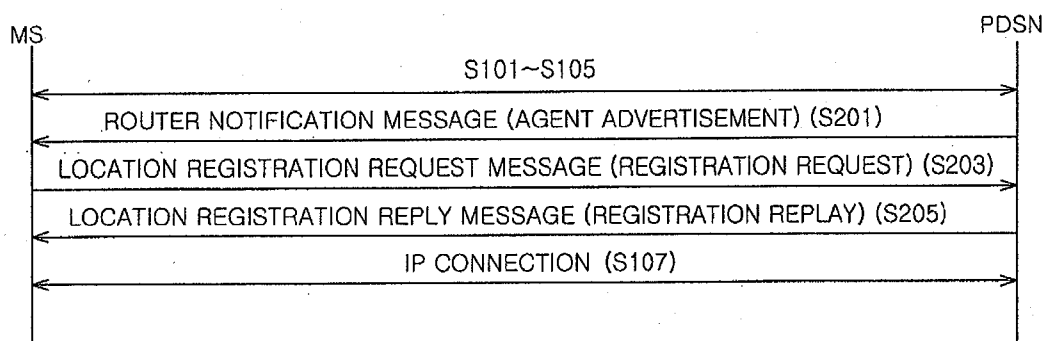 MS
PDSN
S101~S105
ROUTER NOTIFICATION MESSAGE (AGENT ADVERTISEMENT) (S201)
LOCATION REGISTRATION REQUEST MESSAGE (REGISTRATION REQUEST) (S203)
LOCATION REGISTRATION REPLY MESSAGE (REGISTRATION REPLAY) (S205)
IP CONNECTION (S107)